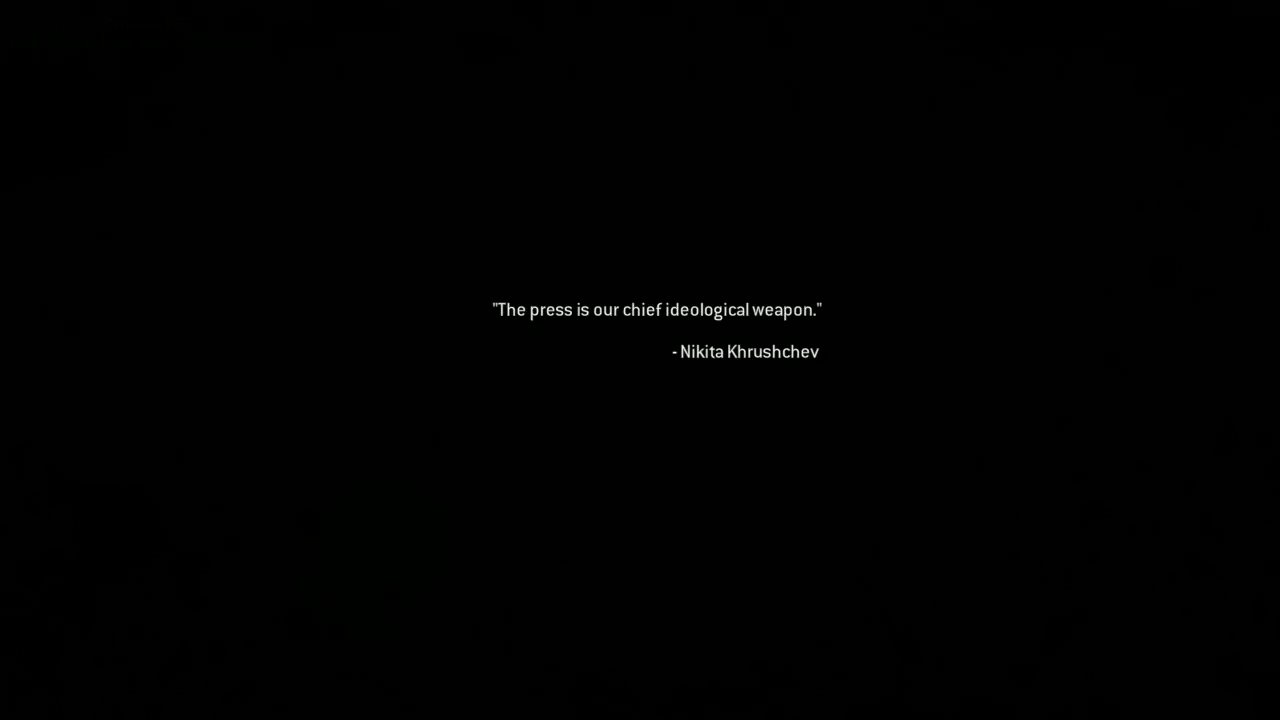 "The press is our chief ideological weapon."
- Nikita Khrushchev